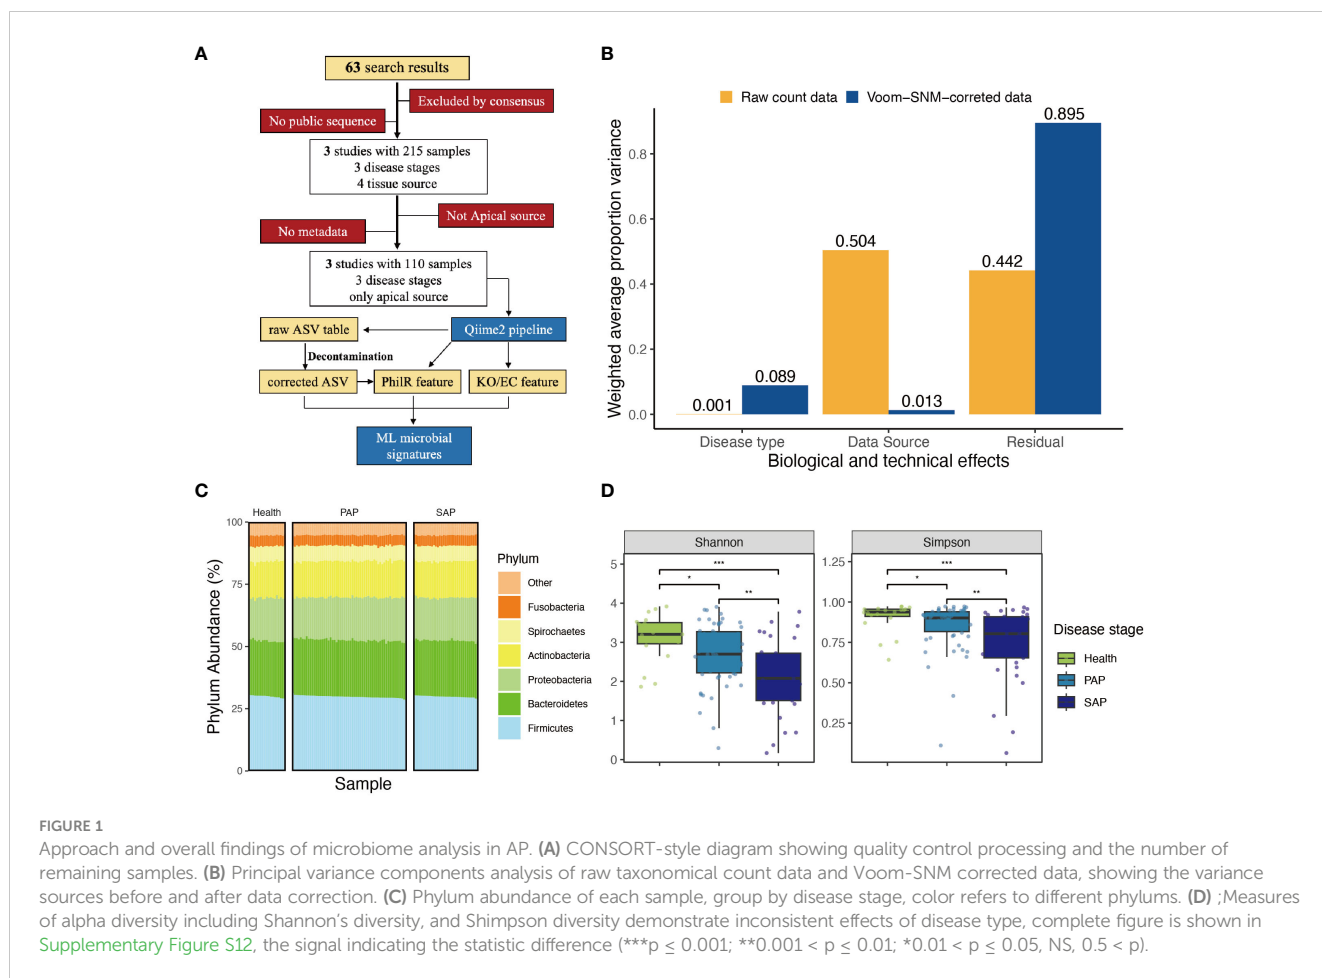 A
63 search results
Excluded by consensus
No public sequence
3 studies with 215 samples
3 disease stages
4 tissue source
Not Apical source
No metadata
3 studies with 110 samples
3 disease stages
only apical source
raw ASV table
Qiime2 pipeline
Decontamination
corrected ASV
PhilR feature
KO/EC feature
ML microbial
signatures
B
Raw count data
Voom−SNM−correted data
Weighted average proportion variance
0.8
0.6
0.4
0.2
0.0
0.001
0.089
0.504
0.013
0.442
0.895
Disease type
Data Source
Residual
Biological and technical effects
C
Health
PAP
SAP
Phylum Abundance (%)
100
75
50
25
0
Sample
Phylum
Other
Fusobacteria
Spirochaetes
Actinobacteria
Proteobacteria
Bacteroidetes
Firmicutes
D
Shannon
5
4
3
2
1
0
***
*
**
Simpson
1.25
1.00
0.75
0.50
0.25
***
*
**
Disease stage
Health
PAP
SAP
FIGURE 1
Approach and overall findings of microbiome analysis in AP. (A) CONSORT-style diagram showing quality control processing and the number of
remaining samples. (B) Principal variance components analysis of raw taxonomical count data and Voom-SNM corrected data, showing the variance
sources before and after data correction. (C) Phylum abundance of each sample, group by disease stage, color refers to different phylums. (D) ;Measures
of alpha diversity including Shannon's diversity, and Shimpson diversity demonstrate inconsistent effects of disease type, complete figure is shown in
Supplementary Figure S12, the signal indicating the statistic difference (***p ≤ 0.001; **0.001 < p ≤ 0.01; *0.01 < p ≤ 0.05, NS, 0.5 < p).